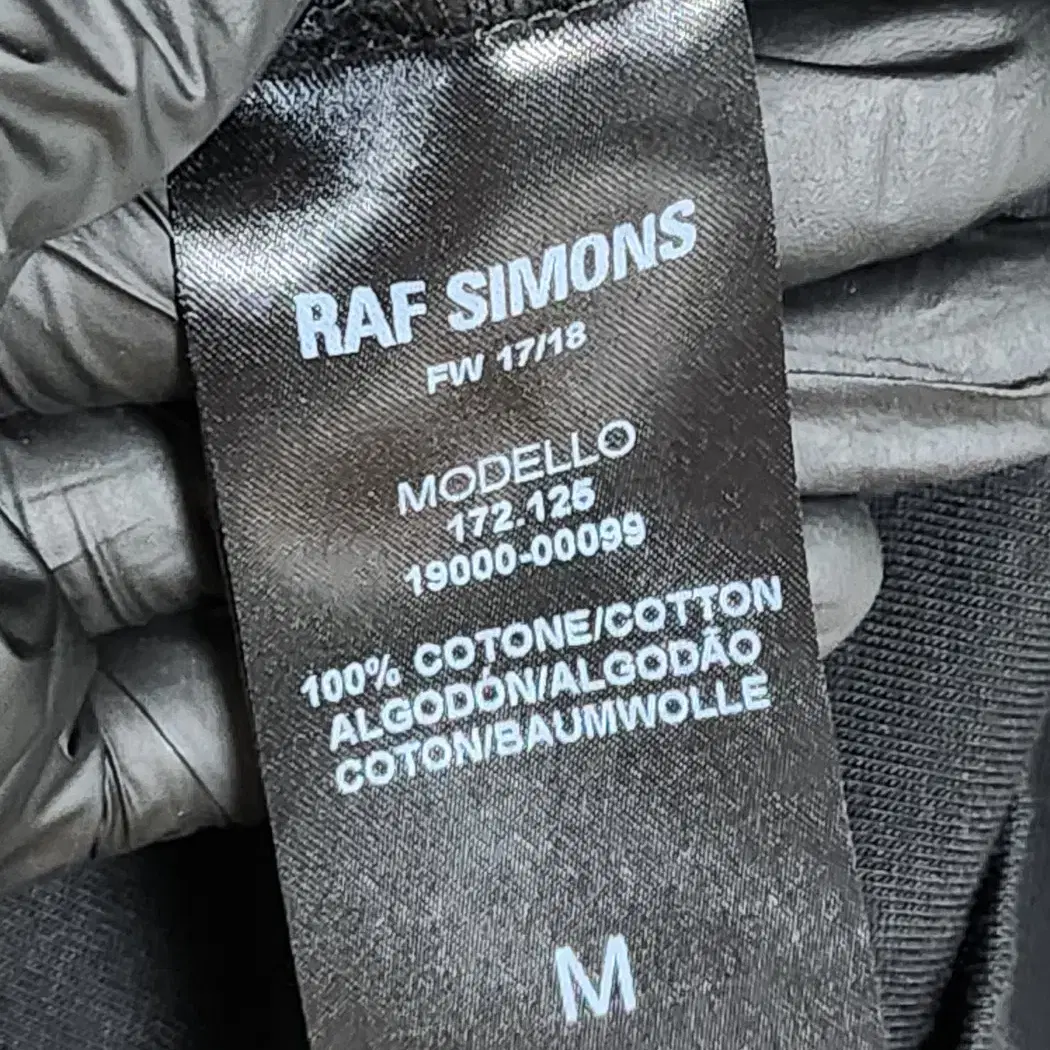 RAF SIMONS
FW 17/18
MODELLO
172.125
19000-00099
100% COTONE/COTTON
ALGODÓN/ALGODÃO
COTON/BAUMWOLLE
M